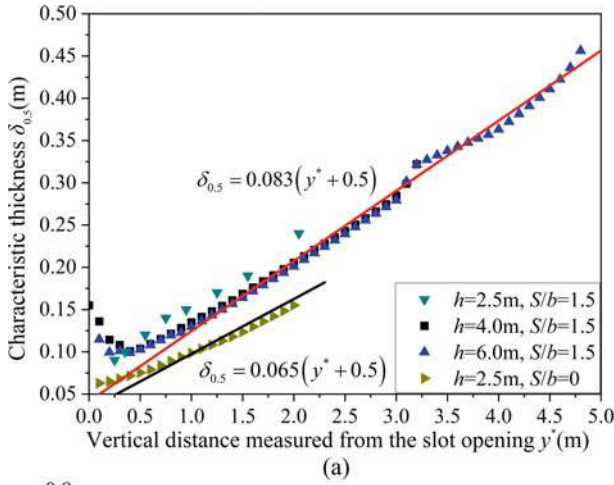 0.50
0.45
0.40
0.35
0.30
0.25
0.20
0.15
0.10
0.05
Characteristic thickness δ0.5(m)
δ0.5 = 0.083(y* + 0.5)
δ0.5 = 0.065(y* + 0.5)
h=2.5m, S/b=1.5
h=4.0m, S/b=1.5
h=6.0m, S/b=1.5
h=2.5m, S/b=0
0.0 0.5 1.0 1.5 2.0 2.5 3.0 3.5 4.0 4.5 5.0
Vertical distance measured from the slot opening y*(m)
(a)